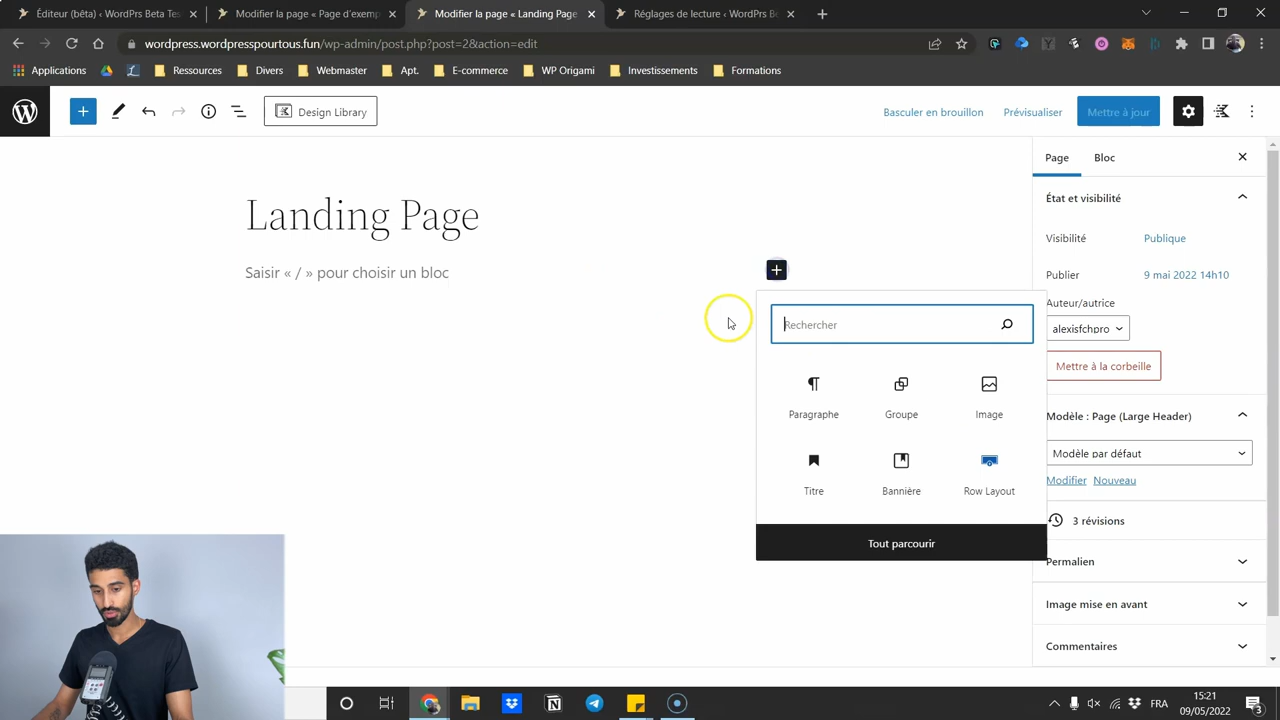 Éditeur (bêta) ‹ WordPrs Beta Tes
Modifier la page « Page d'exemp
Modifier la page « Landing Page
Réglages de lecture ‹ WordPrs Be
wordpress.wordpresspourtous.fun/wp-admin/post.php?post=2&action=edit
Applications
Ressources
Divers
Webmaster
Apt.
E-commerce
WP Origami
Investissements
Formations
Design Library
Basculer en brouillon
Prévisualiser
Mettre à jour
Page
Bloc
Landing Page
Saisir « / » pour choisir un bloc
Rechercher
Paragraphe
Groupe
Image
Titre
Bannière
Row Layout
Tout parcourir
État et visibilité
Visibilité
Publique
Publier
9 mai 2022 14h10
Auteur/autrice
alexisfchpro
Mettre à la corbeille
Modèle : Page (Large Header)
Modèle par défaut
Modifier
Nouveau
3 révisions
Permalien
Image mise en avant
Commentaires
FRA
15:21
09/05/2022
3